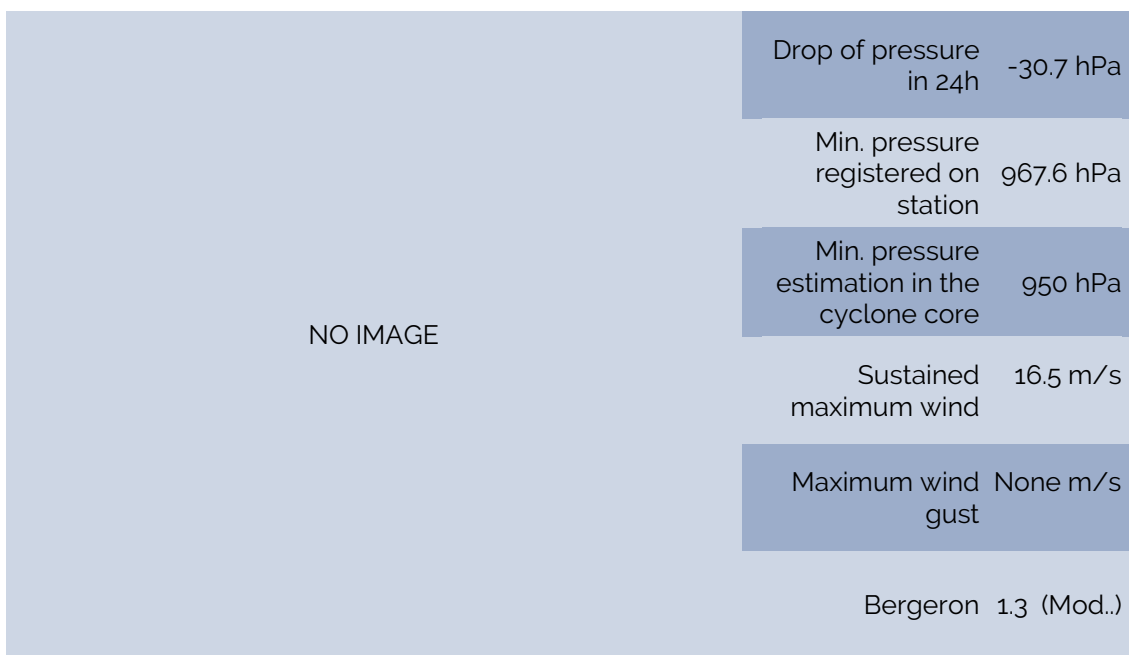 Drop of pressure
in 24h
-30.7 hPa
Min. pressure
registered on
station
967.6 hPa
Min. pressure
estimation in the
cyclone core
950 hPa
NO IMAGE
Sustained
maximum wind
16.5 m/s
Maximum wind
gust
None m/s
Bergeron
1.3 (Mod..)